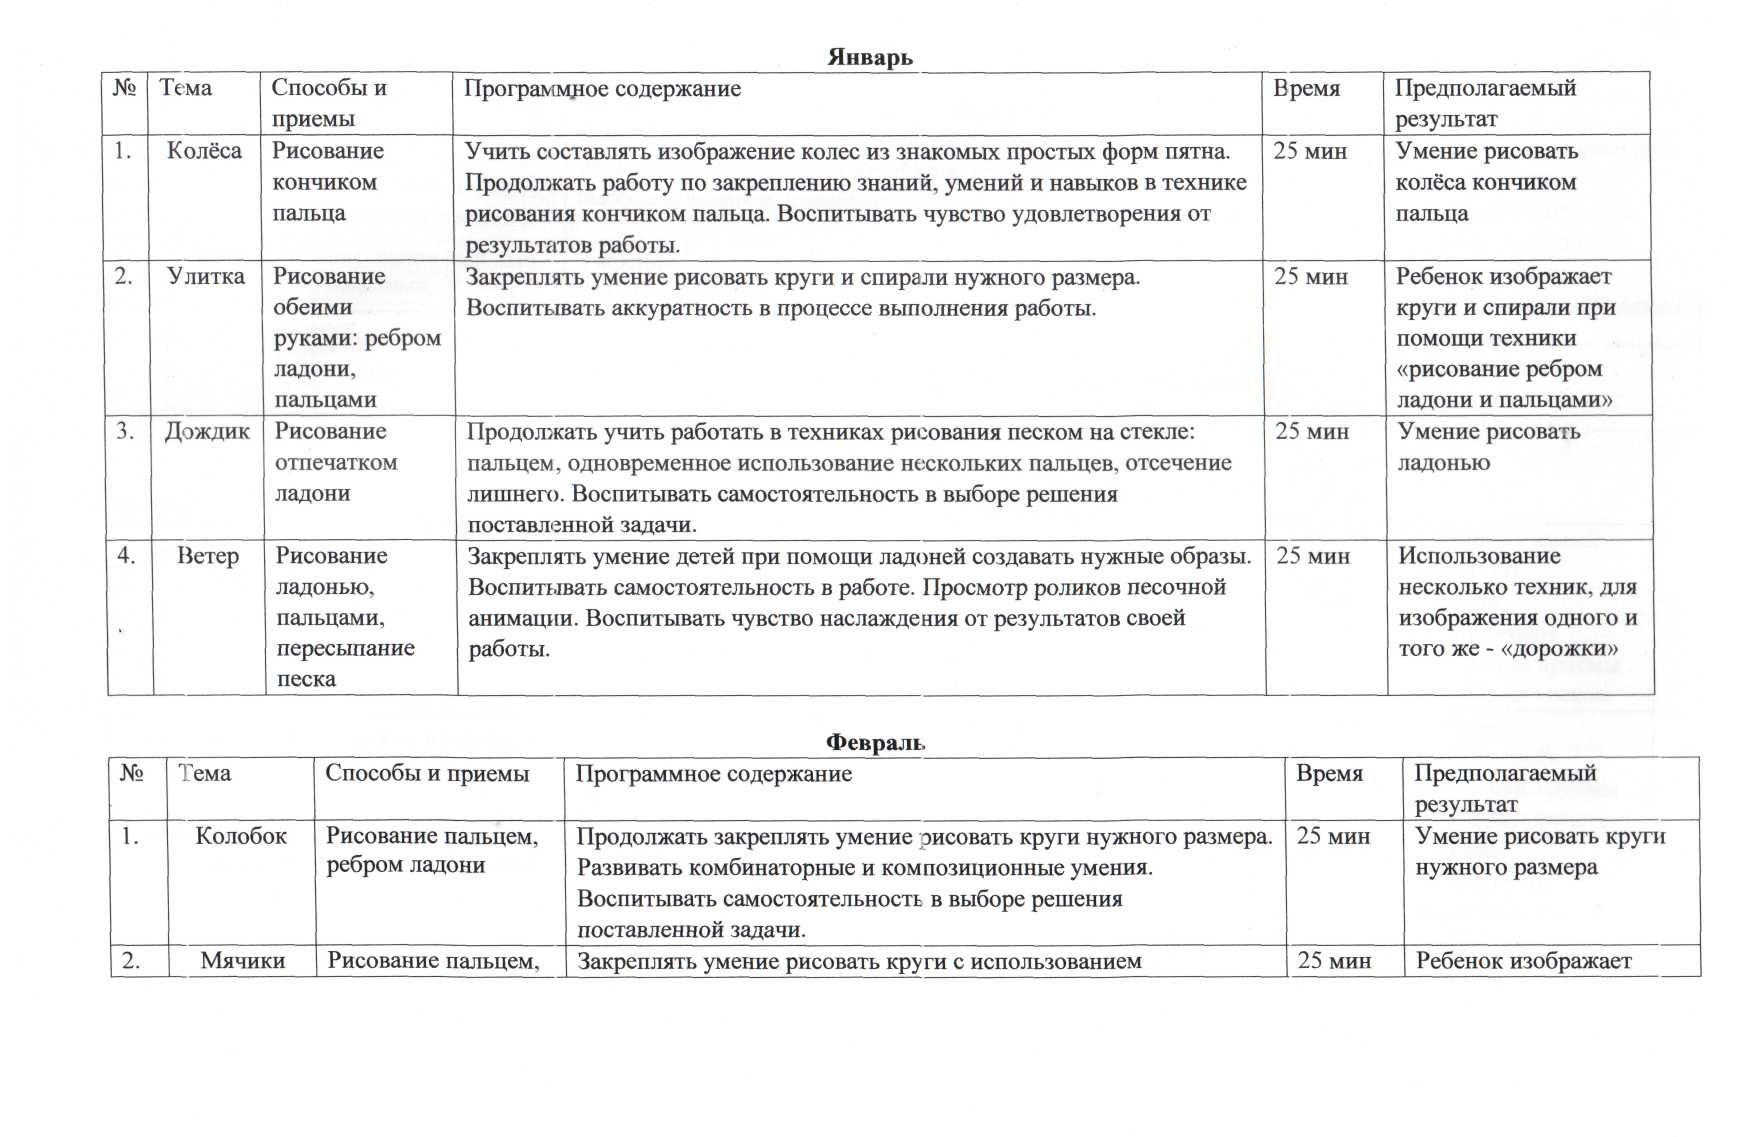 Январь
№ Тема Способы и приемы Программное содержание Время Предполагаемый результат
1. Колёса Рисование кончиком пальца Учить составлять изображение колес из знакомых простых форм пятна. Продолжать работу по закреплению знаний, умений и навыков в технике рисования кончиком пальца. Воспитывать чувство удовлетворения от результатов работы. 25 мин Умение рисовать колёса кончиком пальца
2. Улитка Рисование обеими руками: ребром ладони, пальцами Закреплять умение рисовать круги и спирали нужного размера. Воспитывать аккуратность в процессе выполнения работы. 25 мин Ребенок изображает круги и спирали при помощи техники «рисование ребром ладони и пальцами»
3. Дождик Рисование отпечатком ладони Продолжать учить работать в техниках рисования песком на стекле: пальцем, одновременное использование нескольких пальцев, отсечение лишнего. Воспитывать самостоятельность в выборе решения поставленной задачи. 25 мин Умение рисовать ладонью
4. Ветер Рисование ладонью, пальцами, пересыпание песка Закреплять умение детей при помощи ладоней создавать нужные образы. Воспитывать самостоятельность в работе. Просмотр роликов песочной анимации. Воспитывать чувство наслаждения от результатов своей работы. 25 мин Использование несколько техник, для изображения одного и того же - «дорожки»
Февраль
№ Тема Способы и приемы Программное содержание Время Предполагаемый результат
1. Колобок Рисование пальцем, ребром ладони Продолжать закреплять умение рисовать круги нужного размера. Развивать комбинаторные и композиционные умения. Воспитывать самостоятельность в выборе решения поставленной задачи. 25 мин Умение рисовать круги нужного размера
2. Мячики Рисование пальцем, Закреплять умение рисовать круги с использованием 25 мин Ребенок изображает